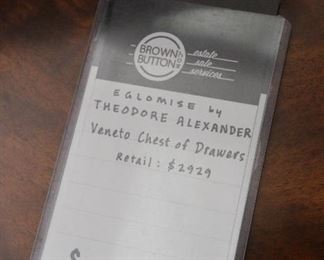 BROWN
BUTTON
estate
sale
services
EGLOMISE by
THEODORE ALEXANDER
Veneto Chest of Drawers
Retail: $2929
$